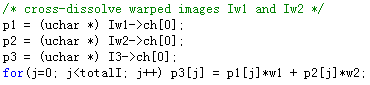 /* cross-dissolve warped images Iw1 and Iw2 */
p1 = (uchar *) Iw1->ch[0];
p2 = (uchar *) Iw2->ch[0];
p3 = (uchar *) I3->ch[0];
for(j=0; j<totalI; j++) p3[j] = p1[j]*w1 + p2[j]*w2;